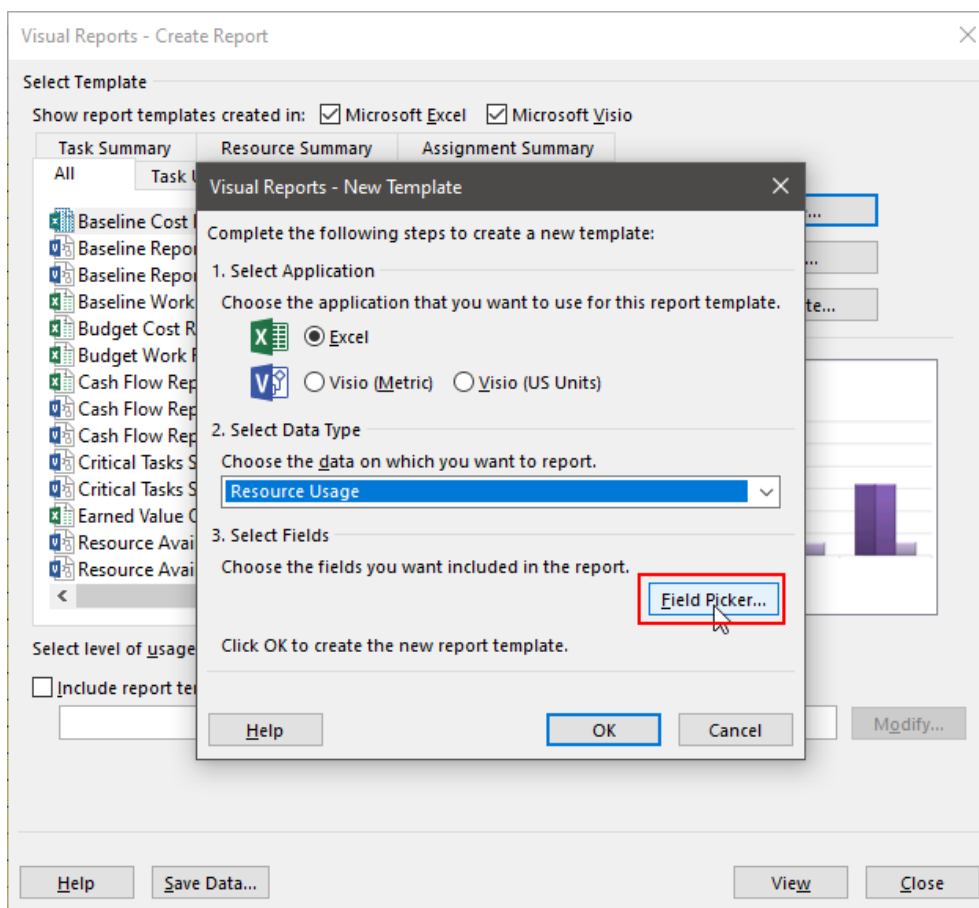 Visual Reports - Create Report
Select Template
Show report templates created in: Microsoft Excel Microsoft Visio
Task Summary Resource Summary Assignment Summary
All Task
Visual Reports - New Template
Complete the following steps to create a new template:
1. Select Application
Choose the application that you want to use for this report template.
Excel
Visio (Metric) Visio (US Units)
2. Select Data Type
Choose the data on which you want to report.
Resource Usage
3. Select Fields
Choose the fields you want included in the report.
Field Picker...
Click OK to create the new report template.
Help OK Cancel
Baseline Cost
Baseline Repor
Baseline Repor
Baseline Work
Budget Cost R
Budget Work
Cash Flow Rep
Cash Flow Rep
Cash Flow Rep
Critical Tasks S
Critical Tasks S
Earned Value
Resource Avai
Resource Avai
...
...
te...
Select level of usage
Include report te
Modify...
Help Save Data... View Close